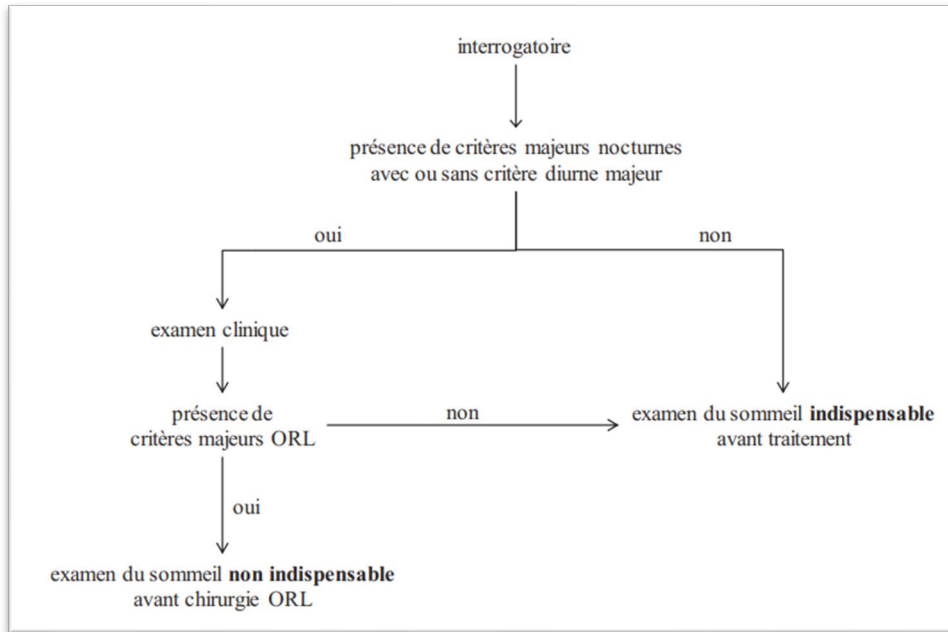 interrogatoire
présence de critères majeurs nocturnes
avec ou sans critère diurne majeur
oui
non
examen clinique
présence de
critères majeurs ORL
non
examen du sommeil indispensable
avant traitement
oui
examen du sommeil non indispensable
avant chirurgie ORL